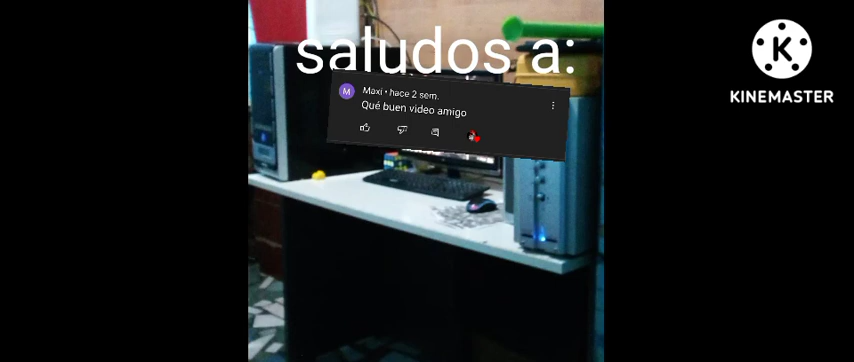 saludos a:
M
Maxi • hace 2 sem.
Qué buen video amigo
K
KINEMASTER